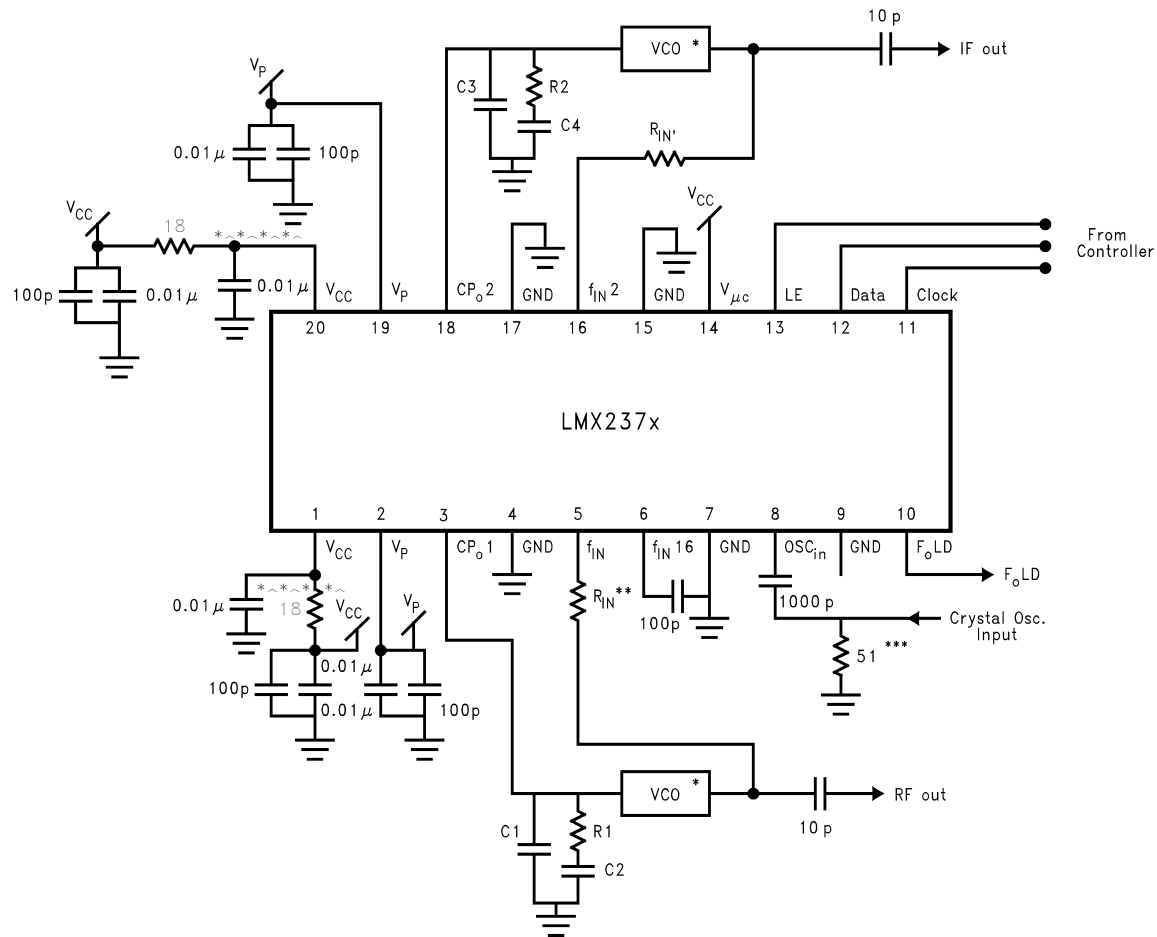 10 p
VCO *
IF out
V_P
C3
R2
C4
R_IN'
0.01 μ
100p
V_CC
V_CC
18
*^*^*^*^
From
Controller
100p
0.01 μ
0.01 μ
V_CC
V_P
CP_o 2
GND
f_IN 2
GND
V_μc
LE
Data
Clock
20
19
18
17
16
15
14
13
12
11
LMX237x
1
2
3
4
5
6
7
8
9
10
V_CC
V_P
CP_o 1
GND
f_IN
f_IN 16
GND
OSC_in
GND
F_o LD
*^*^*^*^
F_o LD
0.01 μ
18
V_CC
V_P
R_IN **
100p
1000 p
Crystal Osc.
Input
51 ***
0.01 μ
100p
0.01 μ
100p
VCO *
RF out
C1
R1
10 p
C2